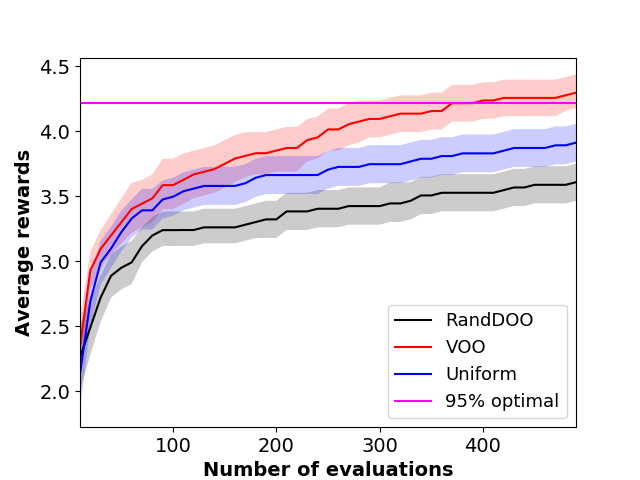 4.5
4.0
3.5
3.0
2.5
2.0
Average rewards
RandDOO
VOO
Uniform
95% optimal
100
200
300
400
Number of evaluations